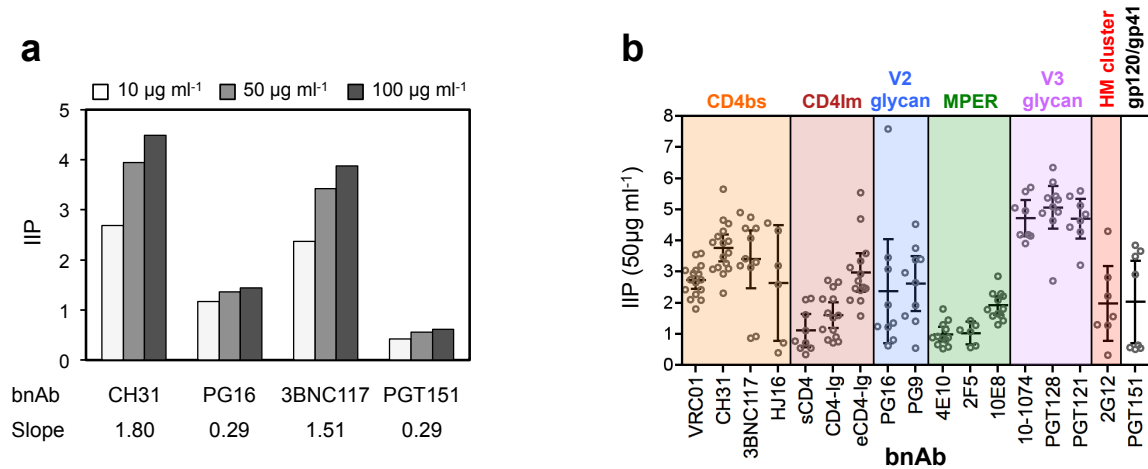 a
10 µg ml-1 50 µg ml-1 100 µg ml-1
IIP
5
4
3
2
1
0
bnAb CH31 PG16 3BNC117 PGT151
Slope 1.80 0.29 1.51 0.29
b
CD4bs
CD4Im
V2
glycan
MPER
V3
glycan
HM cluster
gp120/gp41
IIP (50µg ml-1)
8
7
6
5
4
3
2
1
0
VRC01
CH31
3BNC117
HJ16
sCD4
CD4-Ig
eCD4-Ig
PG16
PG9
4E10
2F5
10E8
10-1074
PGT128
PGT121
2G12
PGT151
bnAb